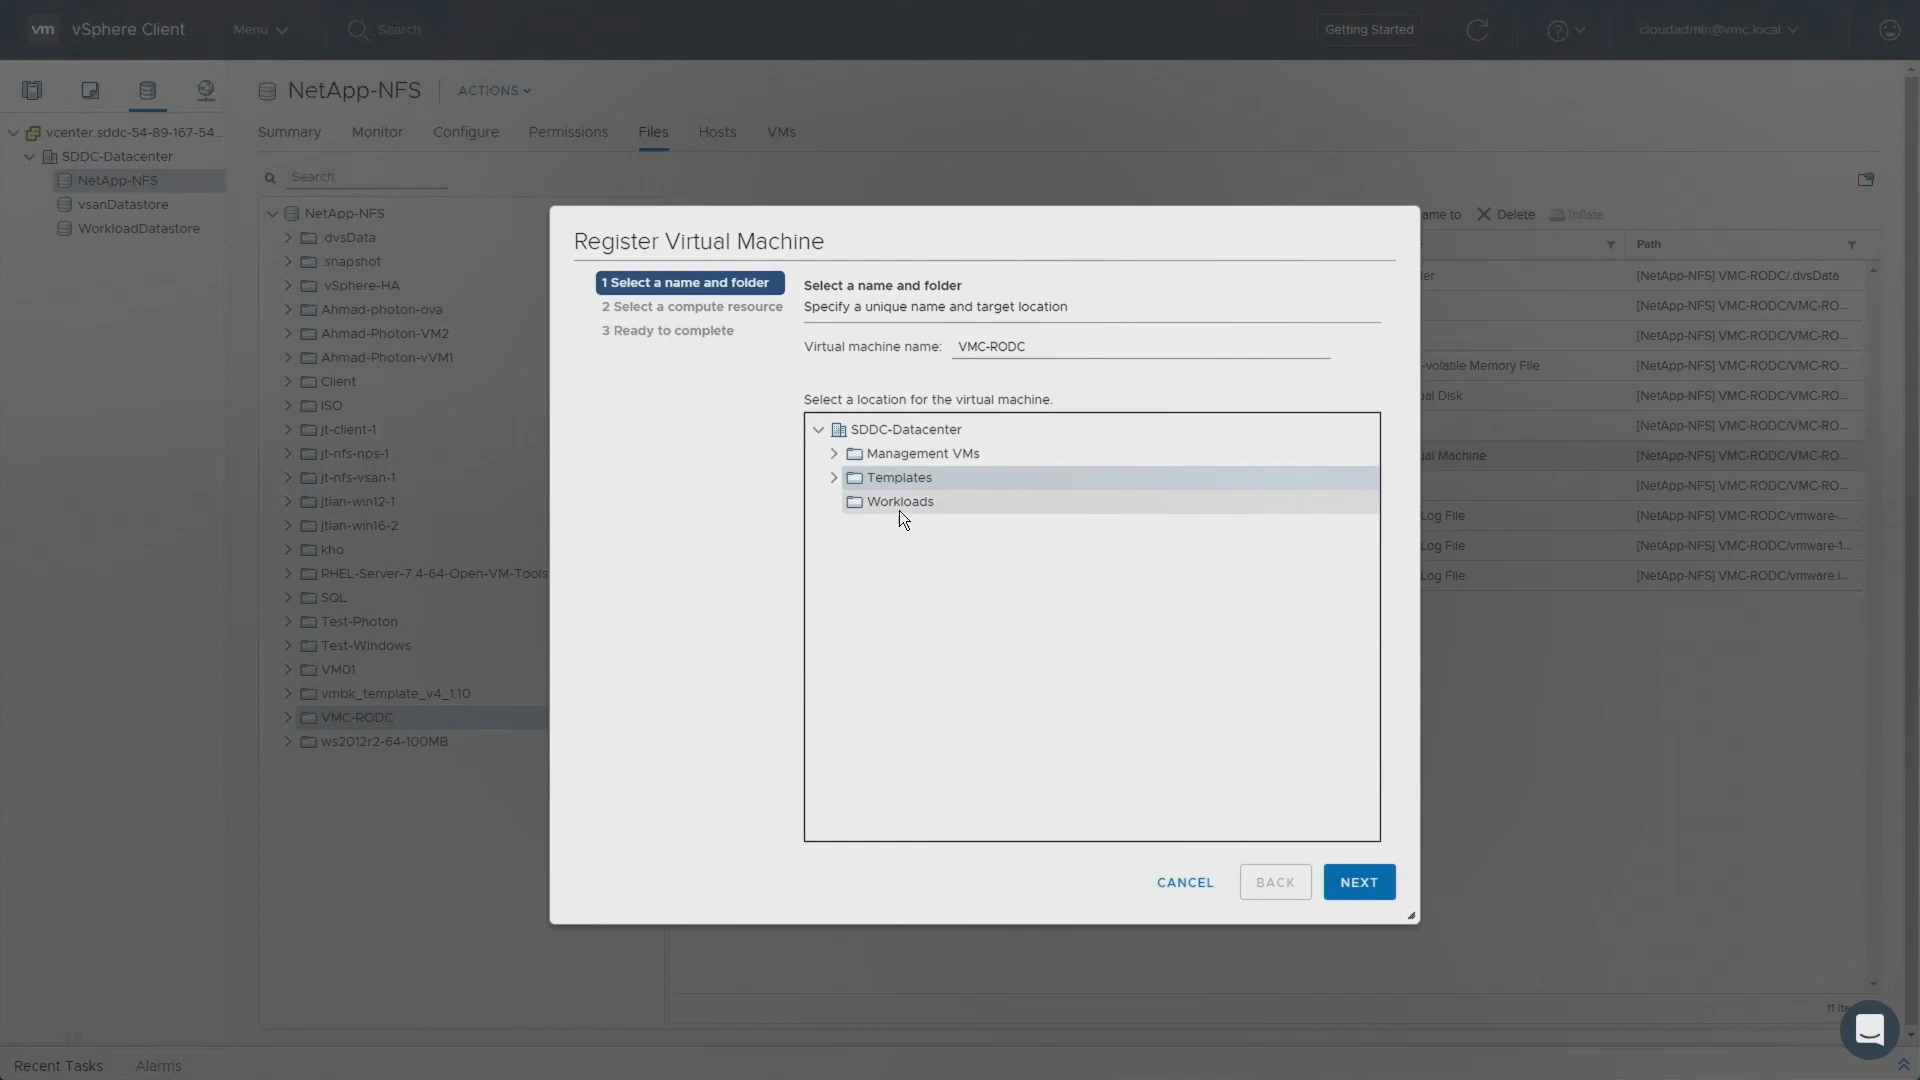 vm vSphere Client Menu Search Getting Started cloudadmin@vmc.local
NetApp-NFS ACTIONS
Summary Monitor Configure Permissions Files Hosts VMs
vcenter.sddc-54-89-167-54...
SDDC-Datacenter
NetApp-NFS
vsanDatastore
WorkloadDatastore
Search
NetApp-NFS
.dvsData
.snapshot
.vSphere-HA
Ahmad-photon-ova
Ahmad-Photon-VM2
Ahmad-Photon-vVM1
Client
ISO
jt-client-1
jt-nfs-nps-1
jt-nfs-vsan-1
jtlan-win12-1
jtlan-win16-2
kho
RHEL-Server-7.4-64-Open-VM-Tools
SQL
Test-Photon
Test-Windows
VM01
vmbk_template_v4_1.10
VMC-RODC
ws2012r2-64-100MB
Register Virtual Machine
1 Select a name and folder
2 Select a compute resource
3 Ready to complete
Select a name and folder
Specify a unique name and target location
Virtual machine name: VMC-RODC
Select a location for the virtual machine.
SDDC-Datacenter
Management VMs
Templates
Workloads
CANCEL BACK NEXT
ame to Delete Inflate
Path
der [NetApp-NFS] VMC-RODC/.dvsData
[NetApp-NFS] VMC-RODC/VMC-RO...
[NetApp-NFS] VMC-RODC/VMC-RO...
-volatile Memory File [NetApp-NFS] VMC-RODC/VMC-RO...
ual Disk [NetApp-NFS] VMC-RODC/VMC-RO...
[NetApp-NFS] VMC-RODC/VMC-RO...
ual Machine [NetApp-NFS] VMC-RODC/VMC-RO...
[NetApp-NFS] VMC-RODC/VMC-RO...
Log File [NetApp-NFS] VMC-RODC/vmware-...
Log File [NetApp-NFS] VMC-RODC/vmware-1...
Log File [NetApp-NFS] VMC-RODC/vmware.l...
11 ite
Recent Tasks Alarms